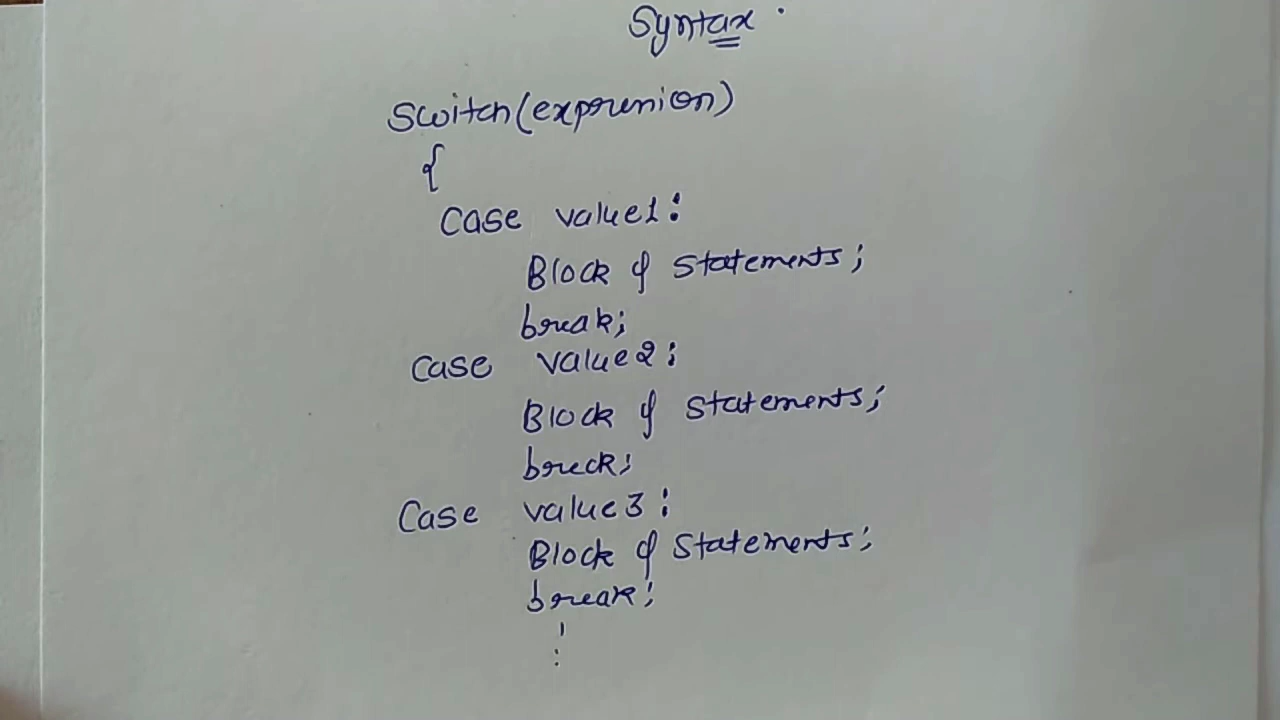 Syntax
Switch(expression)
{
Case value1:
Block of statements;
break;
Case value2:
Block of statements;
breck;
Case value3:
Block of statements;
break;